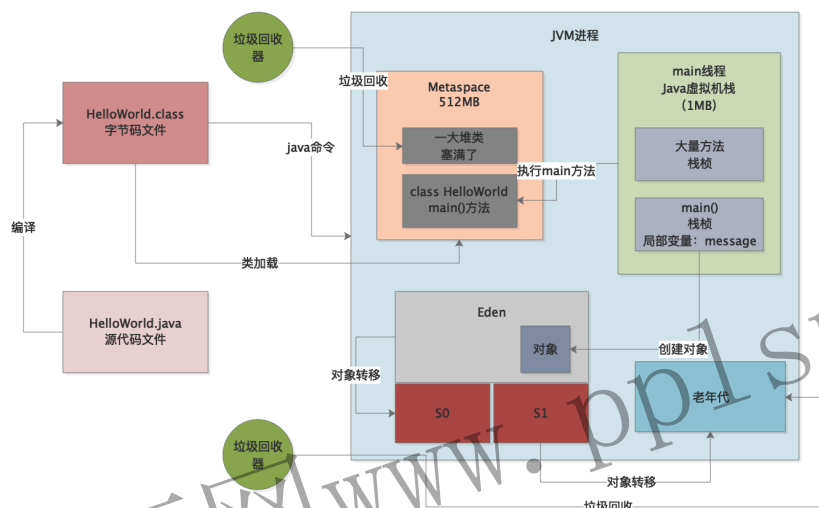 垃圾回收
器
JVM进程
垃圾回收
Metaspace
512MB
main线程
Java虚拟机栈
（1MB）
HelloWorld.class
字节码文件
一大堆类
塞满了
大量方法
栈桢
java命令
执行main方法
class HelloWorld
main()方法
main()
栈桢
局部变量：message
编译
类加载
HelloWorld.java
源代码文件
Eden
对象
创建对象
对象转移
老年代
S0
S1
垃圾回收
器
对象转移
垃圾回收
网www.pplsu